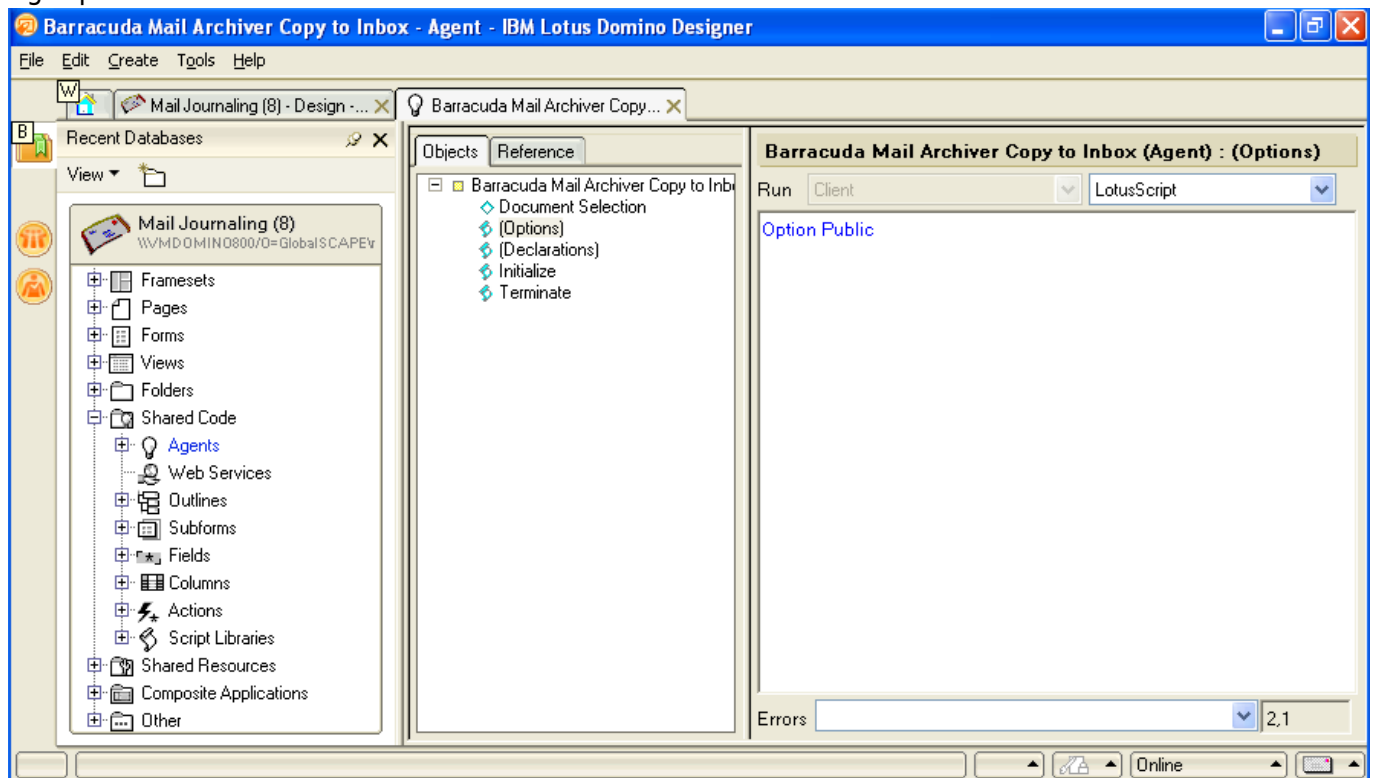 Barracuda Mail Archiver Copy to Inbox - Agent - IBM Lotus Domino Designer
File Edit Create Tools Help
W
Mail Journaling (8) - Design -...
Barracuda Mail Archiver Copy...
B
Recent Databases
View
Mail Journaling (8)
Framesets
Pages
Forms
Views
Folders
Shared Code
Agents
Web Services
Outlines
Subforms
Fields
Columns
Actions
Script Libraries
Shared Resources
Composite Applications
Other
Objects Reference
Barracuda Mail Archiver Copy to Inb
Document Selection
(Options)
(Declarations)
Initialize
Terminate
Barracuda Mail Archiver Copy to Inbox (Agent) : (Options)
Run Client LotusScript
Option Public
Errors 2,1
Online